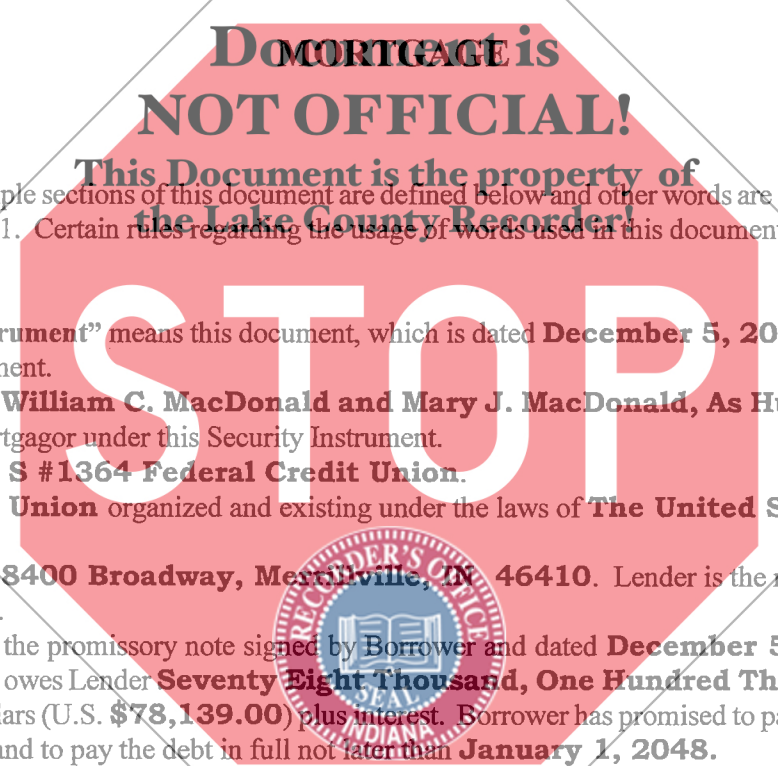 Document is
MORTGAGE
NOT OFFICIAL!
This Document is the property of
ple sections of this document are defined below and other words are
the Lake County Recorder!
1. Certain rules regarding the usage of words used in this document
rument” means this document, which is dated December 5, 20
ment.
William C. MacDonald and Mary J. MacDonald, As Hu
rtgagor under this Security Instrument.
STOP
S #1364 Federal Credit Union.
Union organized and existing under the laws of The United S
8400 Broadway, Merrillville, IN 46410. Lender is the
the promissory note signed by Borrower and dated December 5
owes Lender Seventy Eight Thousand, One Hundred Th
lars (U.S. $78,139.00) plus interest. Borrower has promised to pa
and to pay the debt in full not later than January 1, 2048.
RECORDER'S OFFICE
SEAL
INDIANA